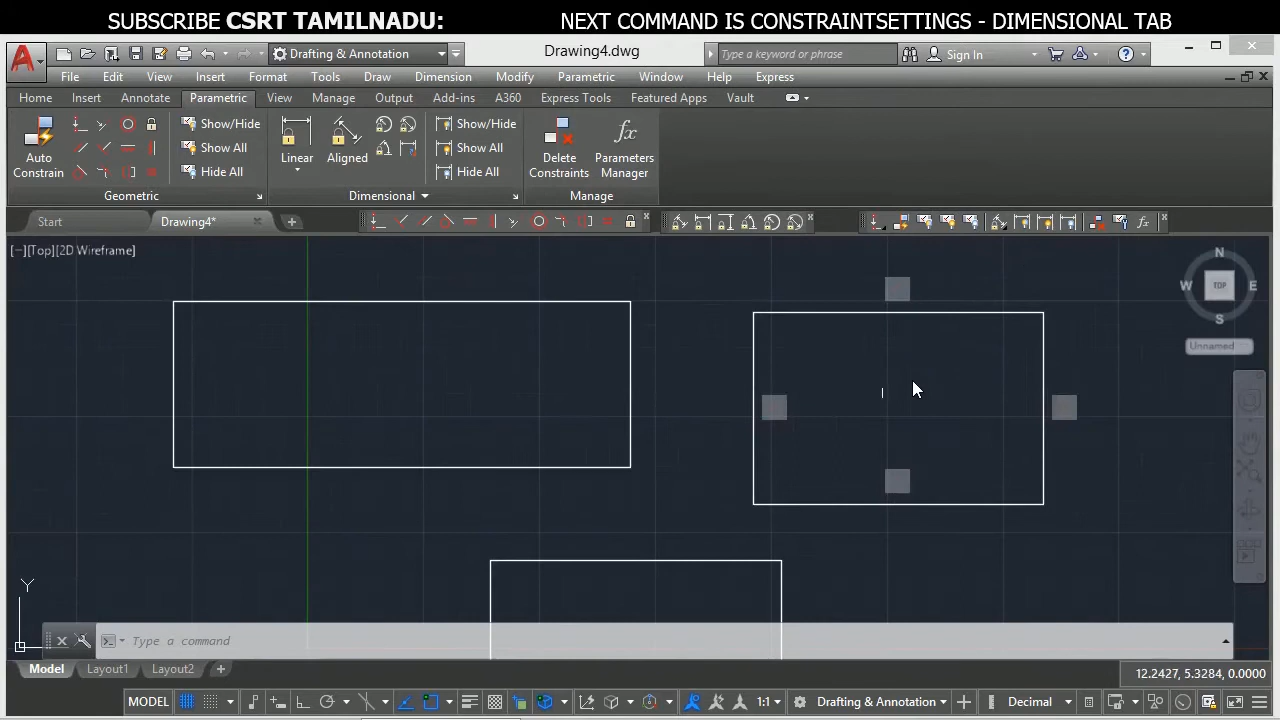 SUBSCRIBE CSRT TAMILNADU: NEXT COMMAND IS CONSTRAINTSETTINGS - DIMENSIONAL TAB
A Drafting & Annotation Drawing4.dwg Type a keyword or phrase Sign In ?
File Edit View Insert Format Tools Draw Dimension Modify Parametric Window Help Express
Home Insert Annotate Parametric View Manage Output Add-ins A360 Express Tools Featured Apps Vault
Auto Constrain
Show/Hide
Show All
Hide All
Geometric
Linear
Aligned
Show/Hide
Show All
Hide All
Dimensional
Delete Constraints
fx
Parameters Manager
Manage
Start Drawing4* fx
[−][Top][2D Wireframe]
N
W TOP E
S
Unnamed
Y
Type a command
Model Layout1 Layout2 +
12.2427, 5.3284, 0.0000
MODEL 1:1 Drafting & Annotation Decimal